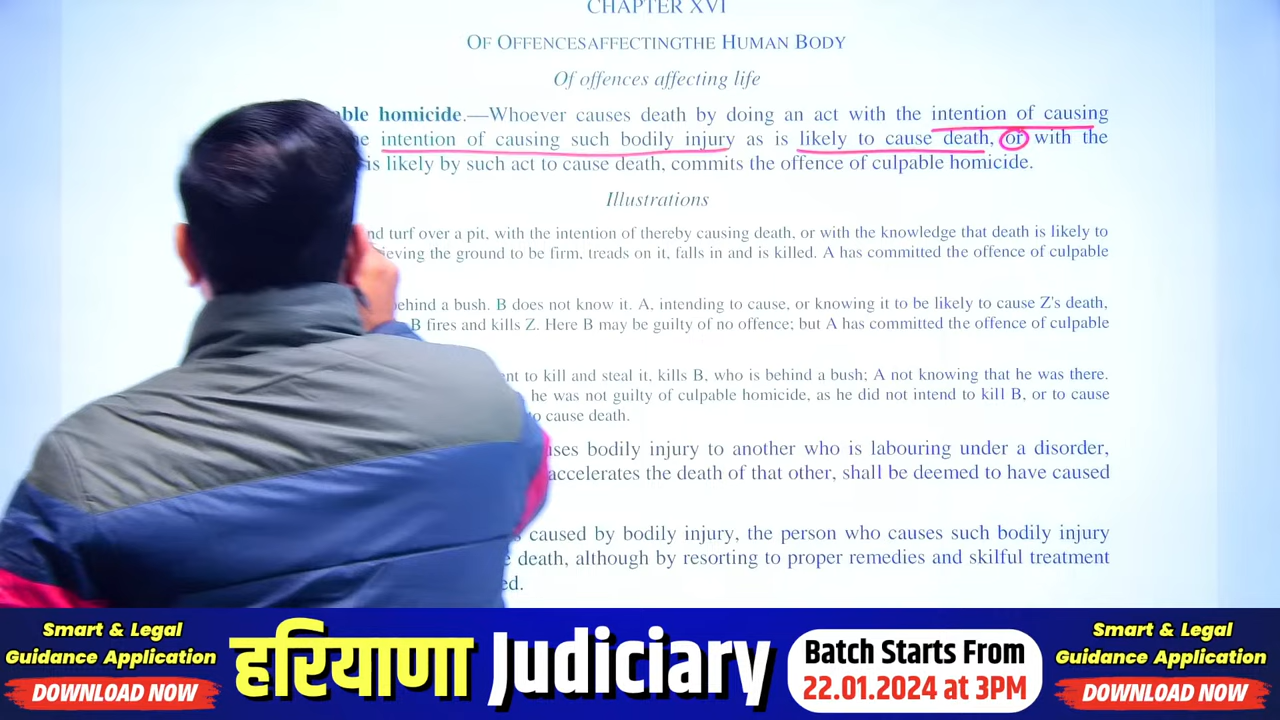 CHAPTER XVI
OF OFFENCESAFFECTINGTHE HUMAN BODY
Of offences affecting life
homicide.—Whoever causes death by doing an act with the intention of causing
intention of causing such bodily injury as is likely to cause death, or with the
is likely by such act to cause death, commits the offence of culpable homicide.
Illustrations
turf over a pit, with the intention of thereby causing death, or with the knowledge that death is likely to
the ground to be firm, treads on it, falls in and is killed. A has committed the offence of culpable
behind a bush. B does not know it. A, intending to cause, or knowing it to be likely to cause Z's death,
B fires and kills Z. Here B may be guilty of no offence; but A has committed the offence of culpable
to kill and steal it, kills B, who is behind a bush; A not knowing that he was there.
he was not guilty of culpable homicide, as he did not intend to kill B, or to cause
to cause death.
bodily injury to another who is labouring under a disorder,
accelerates the death of that other, shall be deemed to have caused
caused by bodily injury, the person who causes such bodily injury
death, although by resorting to proper remedies and skilful treatment
Smart & Legal
Guidance Application
DOWNLOAD NOW
हरियाणा Judiciary
Batch Starts From
22.01.2024 at 3PM
Smart & Legal
Guidance Application
DOWNLOAD NOW